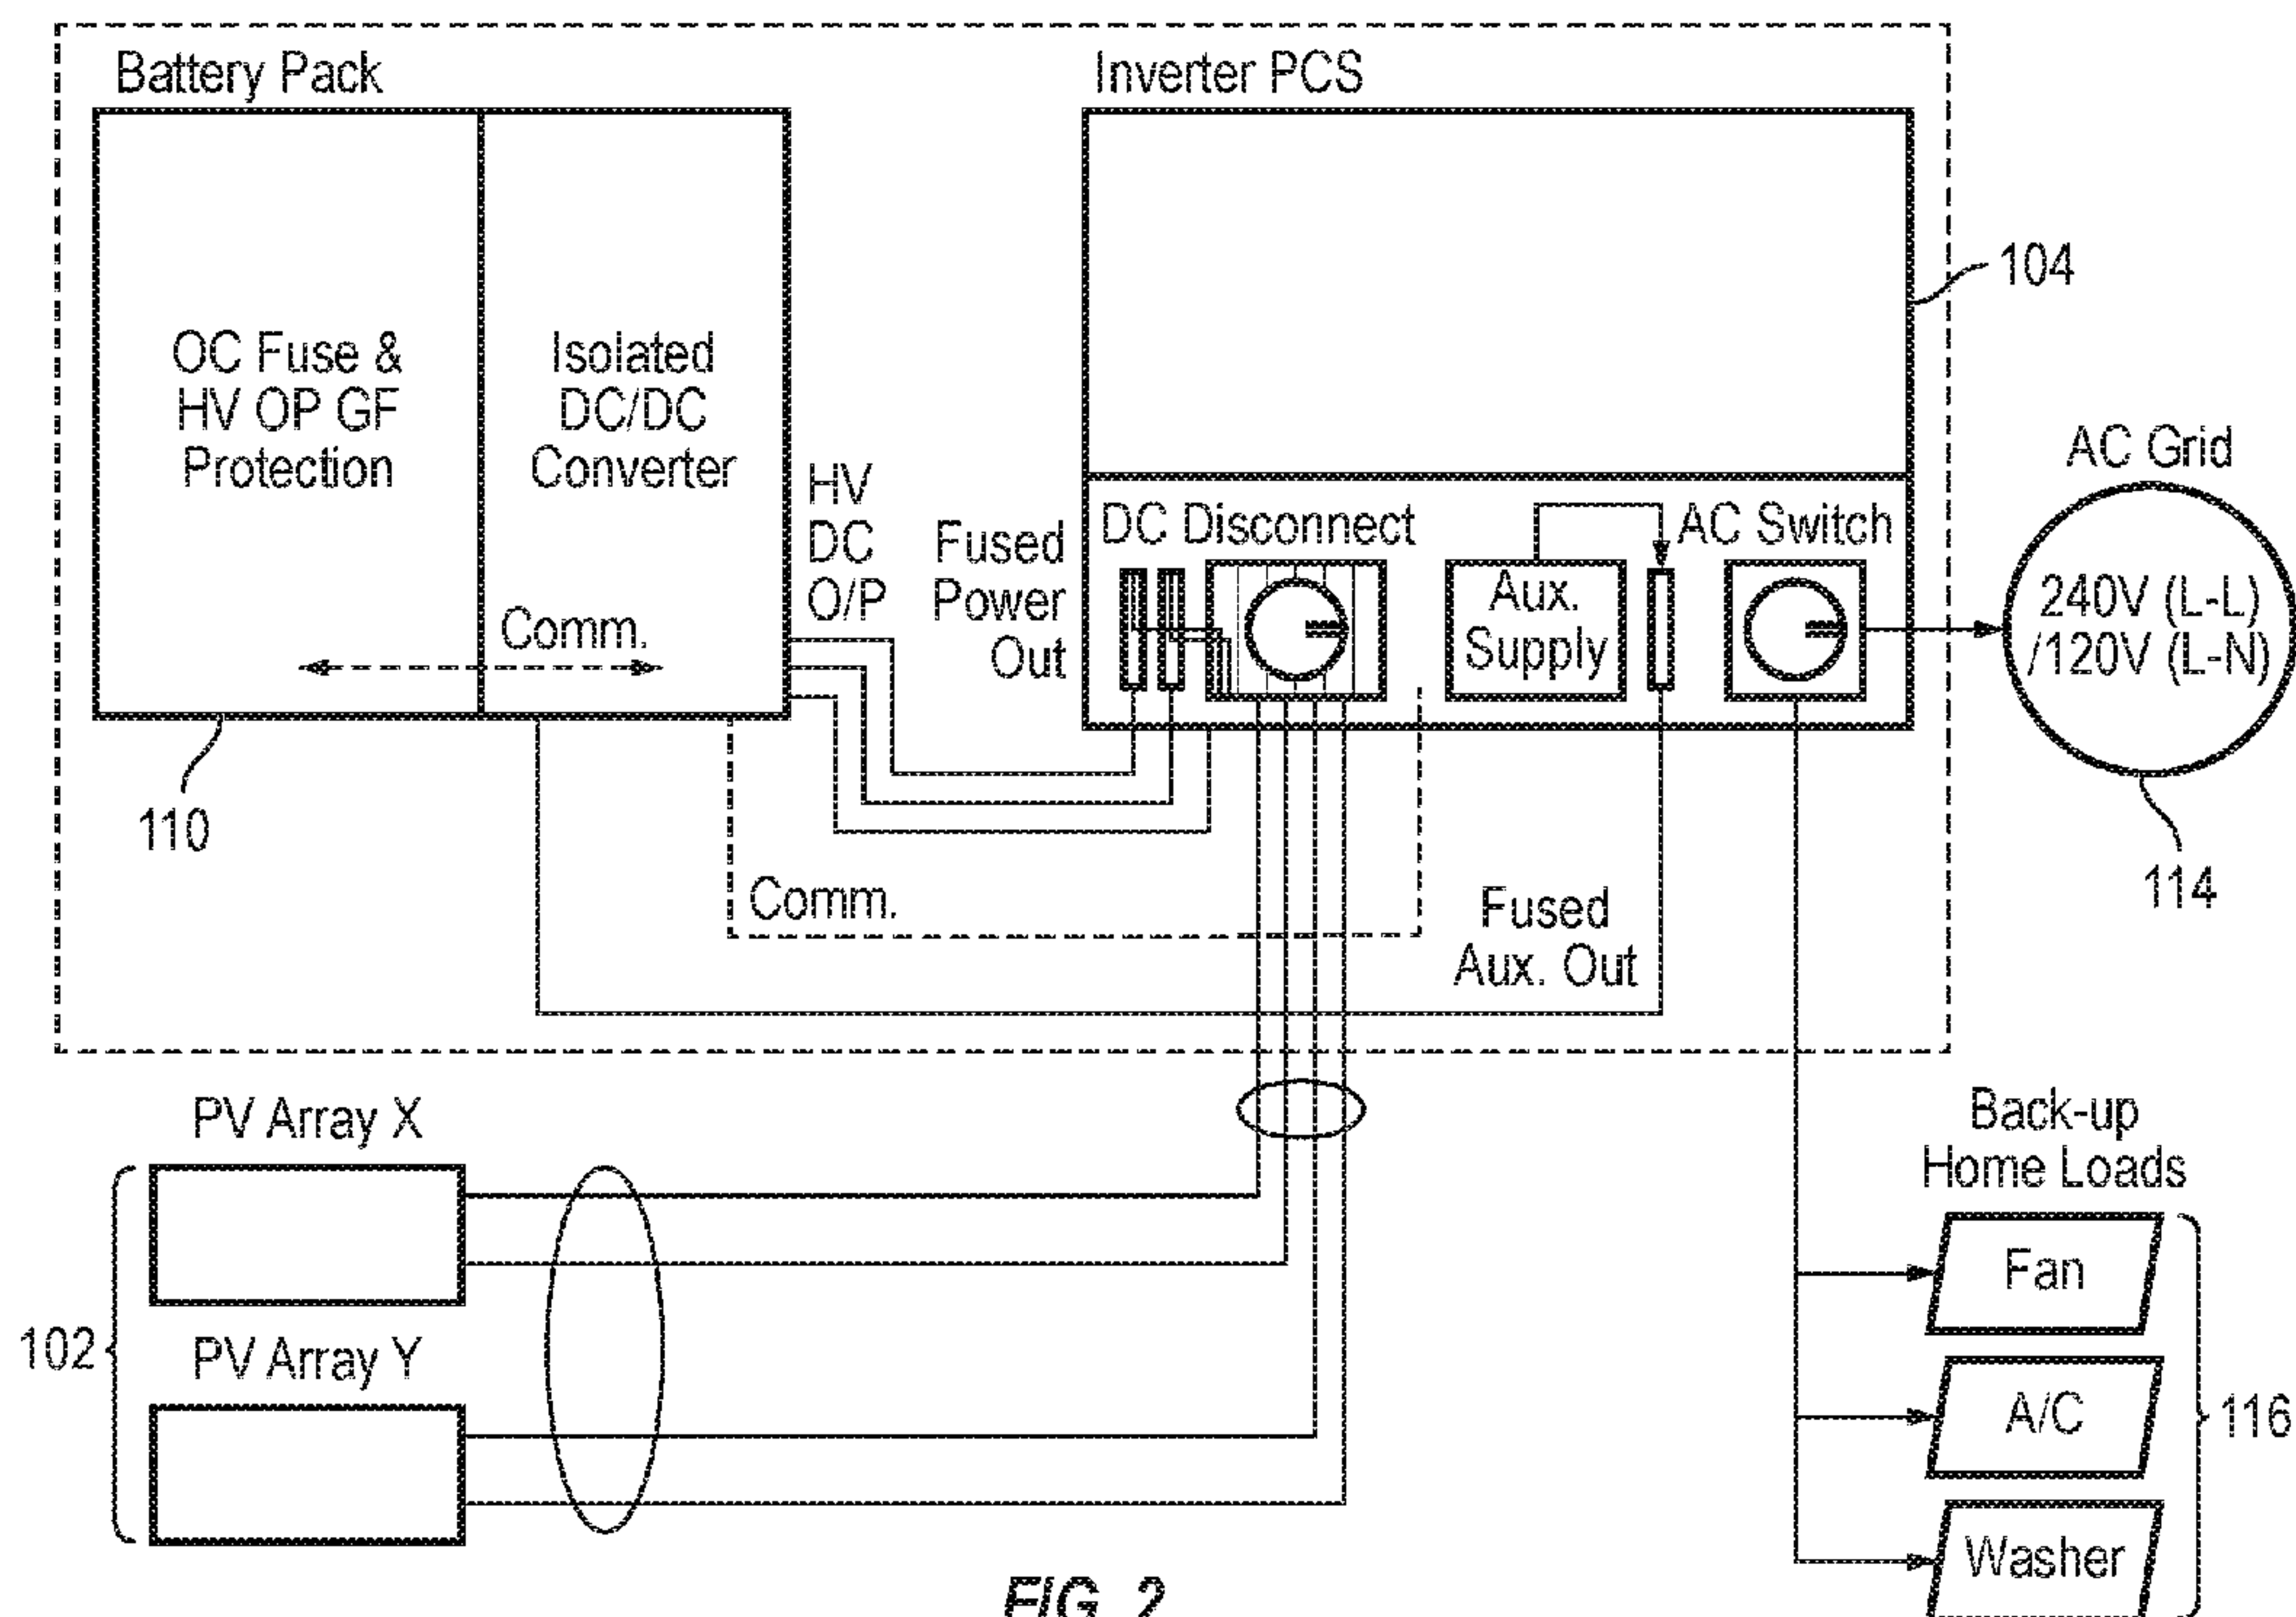 Battery Pack
Inverter PCS
OC Fuse &
HV OP GF
Protection
Isolated
DC/DC
Converter
Comm.
HV
DC
O/P
Fused
Power
Out
DC Disconnect
Aux.
Supply
AC Switch
104
AC Grid
240V (L-L)
/120V (L-N)
114
110
Comm.
Fused
Aux. Out
PV Array X
102
PV Array Y
Back-up
Home Loads
Fan
A/C
Washer
116
FIG. 2